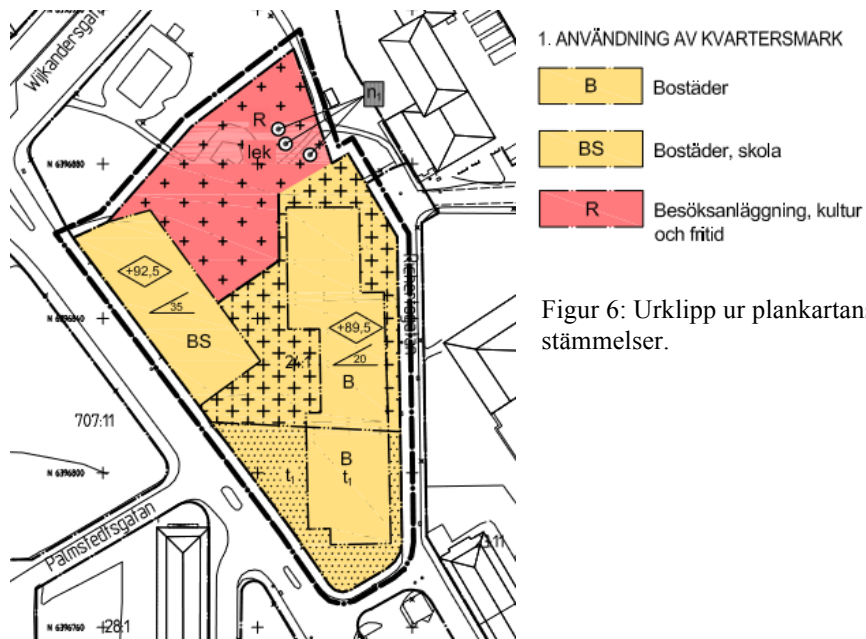 Wijkandersgatan
N 6396880
R
lek
n₁
+92,5
35
BS
N 6396840
Richertsgatan
+89,5
20
B
707:11
B
t₁
t₁
N 6396800
Palmstedtsgatan
N 6396760
28:1
1. ANVÄNDNING AV KVARTERSMARK
B
Bostäder
BS
Bostäder, skola
R
Besöksanläggning, kultur
och fritid
Figur 6: Urklipp ur plankartan
stämmelser.